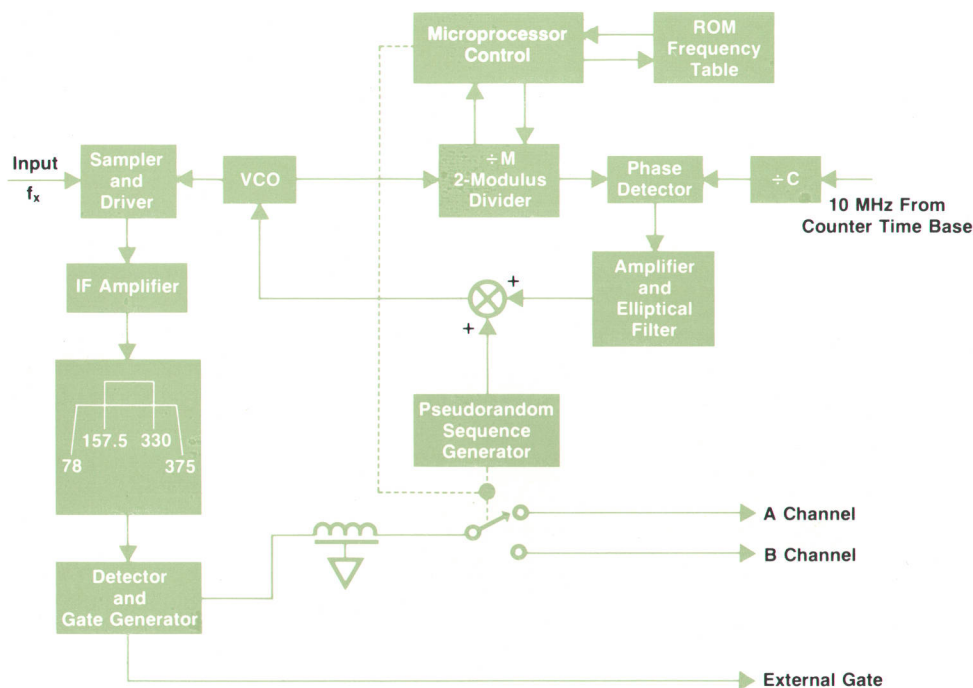 Microprocessor
Control
ROM
Frequency
Table
Input
fx
Sampler
and
Driver
VCO
÷M
2-Modulus
Divider
Phase
Detector
÷C
10 MHz From
Counter Time Base
IF Amplifier
+
+
Amplifier
and
Elliptical
Filter
157.5 330
78 375
Pseudorandom
Sequence
Generator
A Channel
B Channel
Detector
and
Gate Generator
External Gate